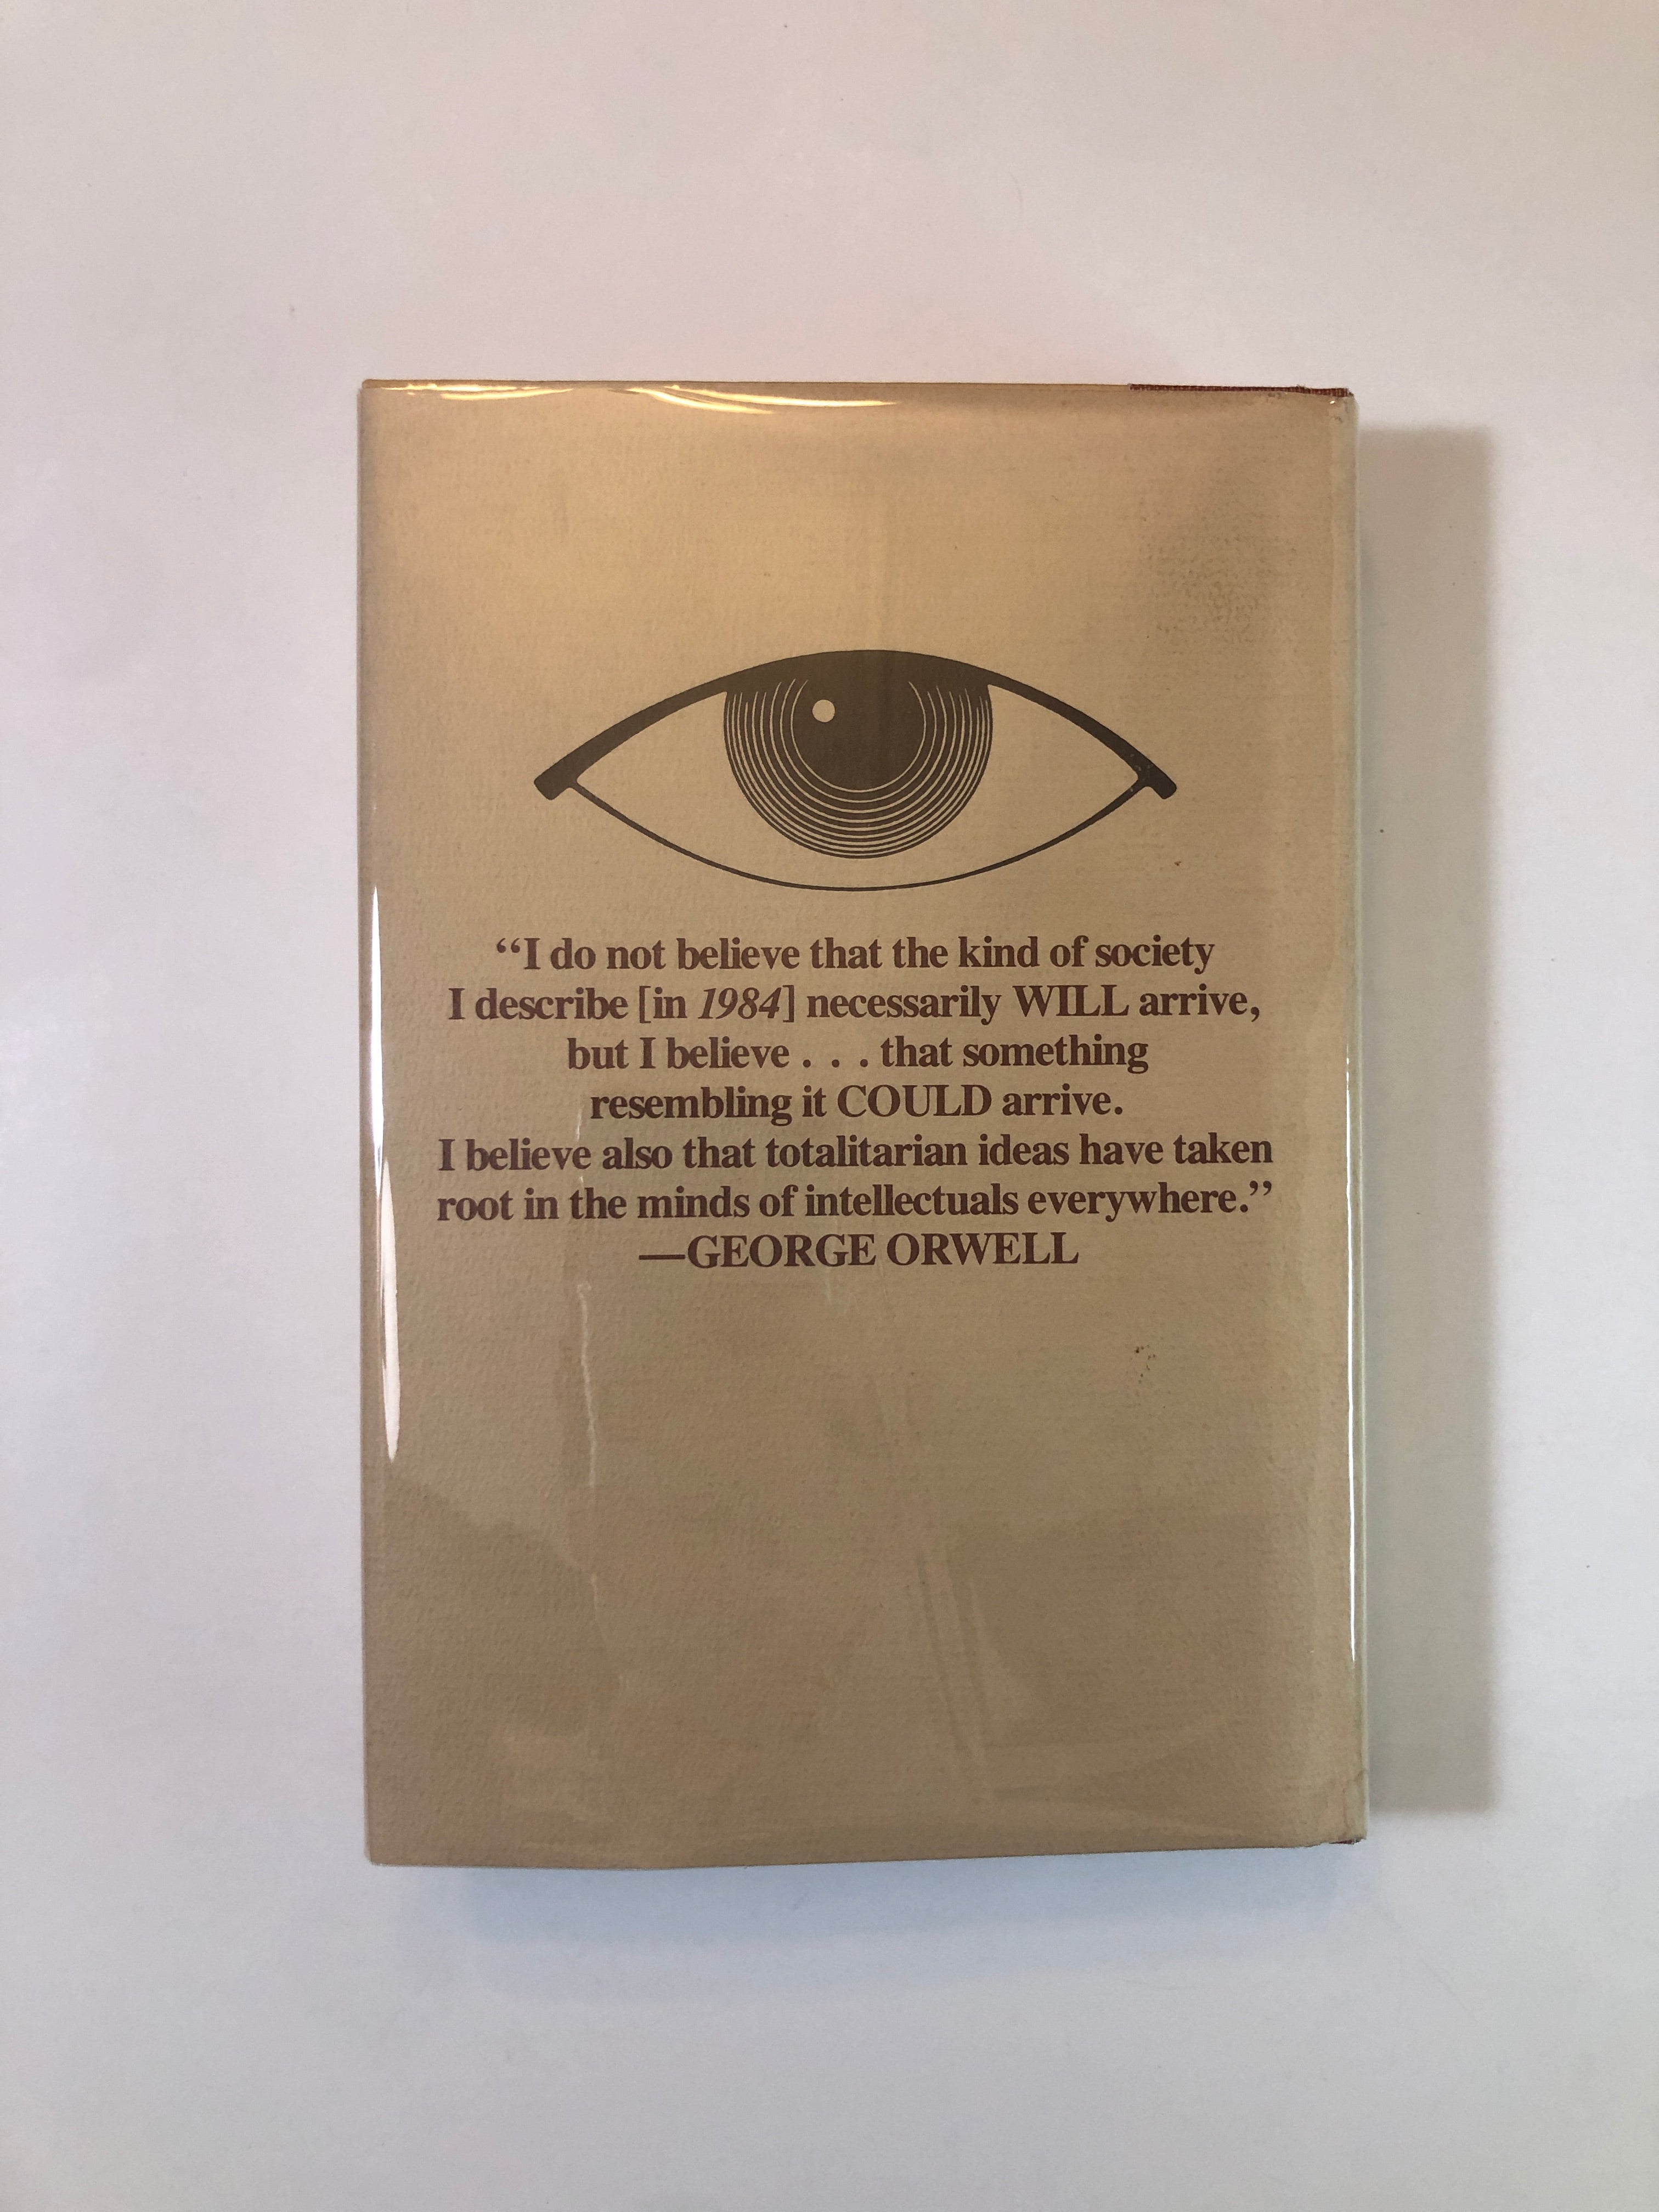 “I do not believe that the kind of society
I describe [in 1984] necessarily WILL arrive,
but I believe . . . that something
resembling it COULD arrive.
I believe also that totalitarian ideas have taken
root in the minds of intellectuals everywhere.”
—GEORGE ORWELL